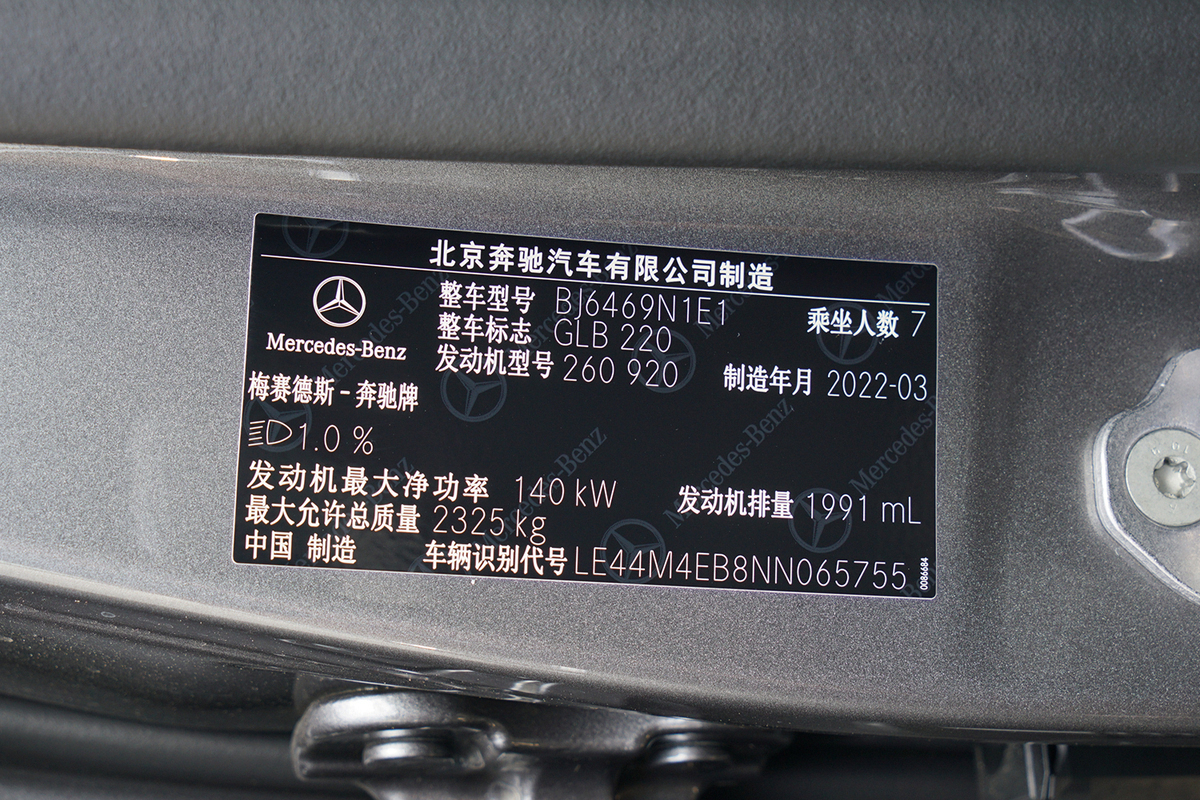 北京奔驰汽车有限公司制造
Mercedes-Benz
梅赛德斯-奔驰牌
整车型号 BJ6469N1E1 乘坐人数 7
整车标志 GLB 220
发动机型号 260 920 制造年月 2022-03
1.0 %
发动机最大净功率 140 kW 发动机排量 1991 mL
最大允许总质量 2325 kg
中国 制造 车辆识别代号 LE44M4EB8NN065755
0086684